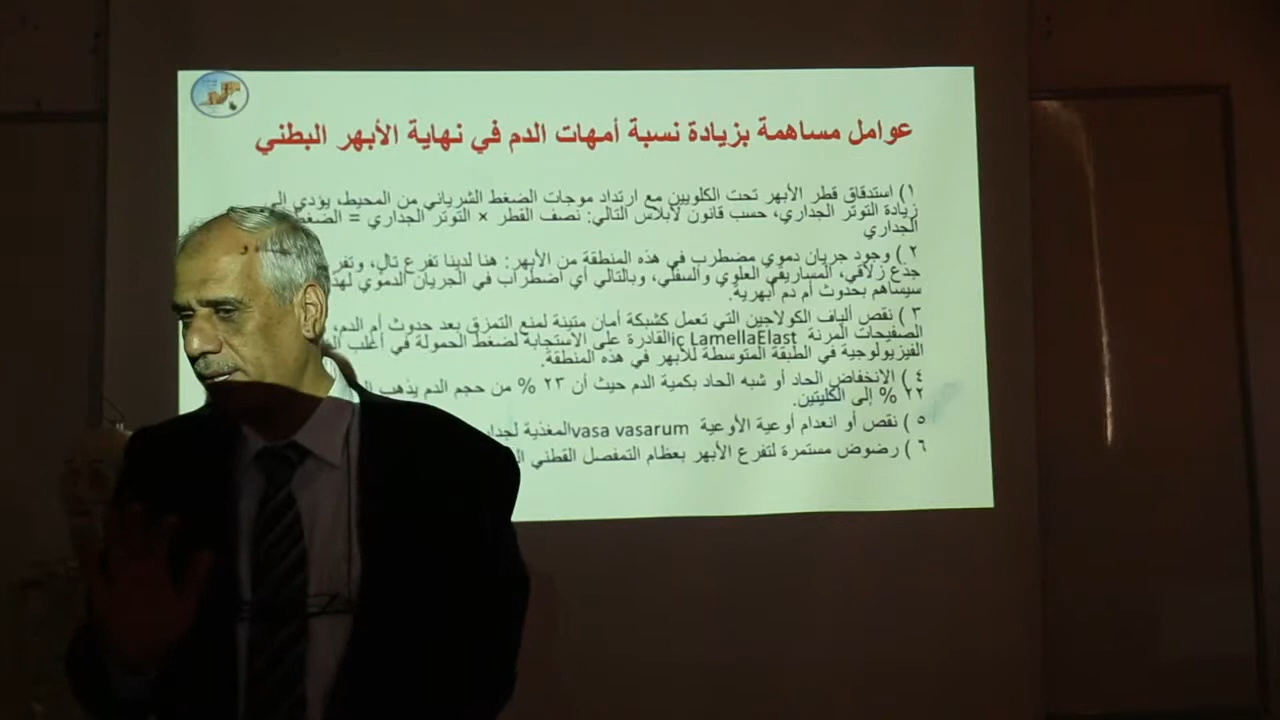 عوامل مساهمة بزيادة نسبة أمهات الدم في نهاية الأبهر البطني
١) استدقاق قطر الأبهر تحت الكلويين مع ارتداد موجات الضغط الشرياني من المحيط، يؤدي إلى
زيادة التوتر الجداري، حسب قانون لابلاس التالي: نصف القطر × التوتر الجداري = الضغط
الجداري
٢) وجود جريان دموي مضطرب في هذه المنطقة من الأبهر: هنا لدينا تفرع تالٍ،
جذع زلاقي، المساريقي العلوي والسفلي، وبالتالي أي اضطراب في الجريان الدموي
سيساهم بحدوث أم دم أبهرية.
٣) نقص ألياف الكولاجين التي تعمل كشبكة أمان متينة لمنع التمزق بعد حدوث أم الدم،
الصفيحات المرنة ic LamellaElastالقادرة على الاستجابة لضغط الحمولة في أغلب
الفيزيولوجية في الطبقة المتوسطة للأبهر في هذه المنطقة.
٤) الانخفاض الحاد أو شبه الحاد بكمية الدم حيث أن ٢٣ % من حجم الدم يذهب
٢٢ % إلى الكليتين.
٥) نقص أو انعدام أوعية الأوعية vasa vasarumالمغذية
٦) رضوض مستمرة لتفرع الأبهر بعظام التمفصل القطني